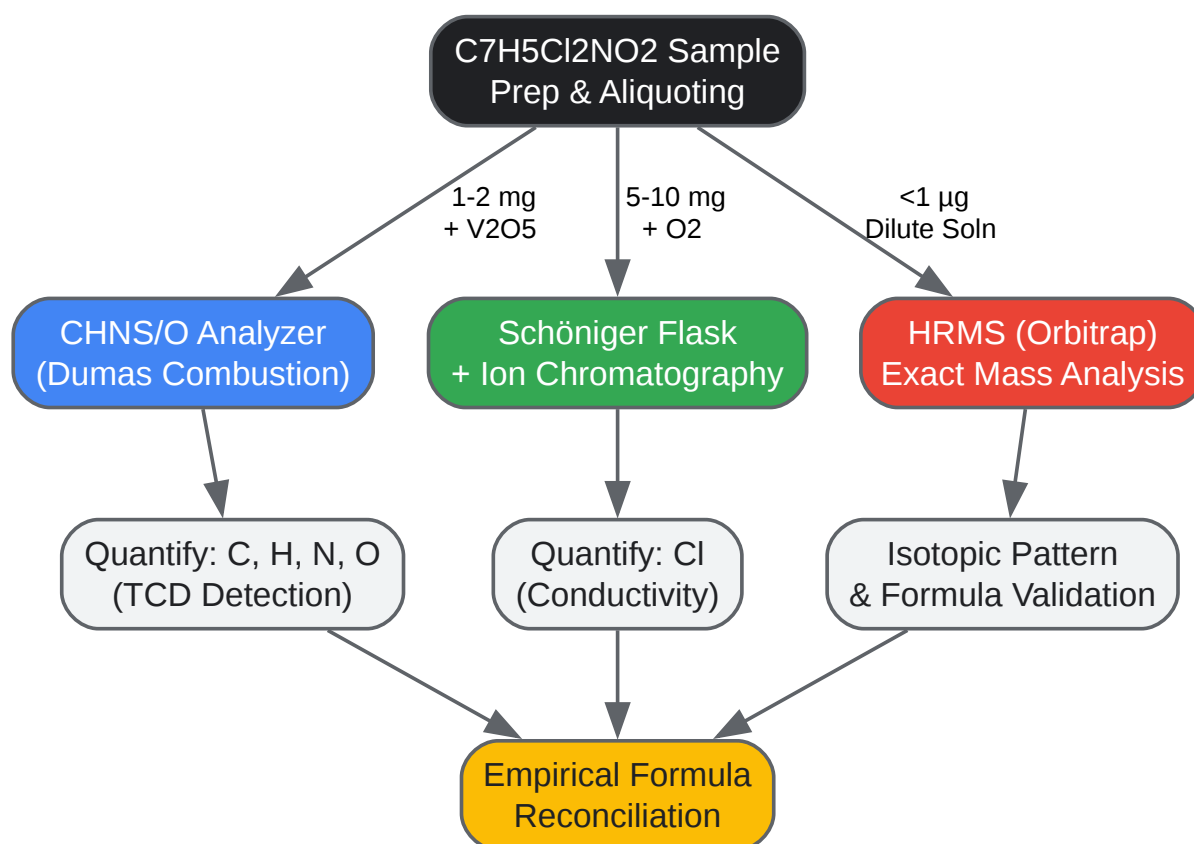 C7H5Cl2NO2 Sample
Prep & Aliquoting
1-2 mg
+ V2O5
5-10 mg
+ O2
<1 µg
Dilute Soln
CHNS/O Analyzer
(Dumas Combustion)
Schöniger Flask
+ Ion Chromatography
HRMS (Orbitrap)
Exact Mass Analysis
Quantify: C, H, N, O
(TCD Detection)
Quantify: Cl
(Conductivity)
Isotopic Pattern
& Formula Validation
Empirical Formula
Reconciliation